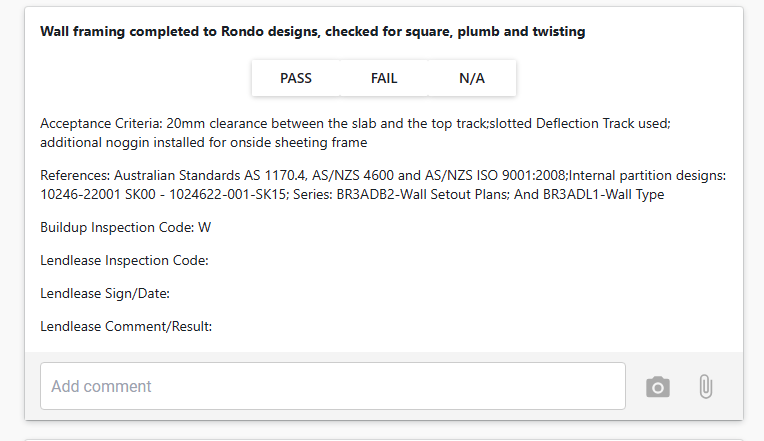 Wall framing completed to Rondo designs, checked for square, plumb and twisting
PASS FAIL N/A
Acceptance Criteria: 20mm clearance between the slab and the top track;slotted Deflection Track used;
additional noggin installed for onside sheeting frame
References: Australian Standards AS 1170.4, AS/NZS 4600 and AS/NZS ISO 9001:2008;Internal partition designs:
10246-22001 SK00 - 1024622-001-SK15; Series: BR3ADB2-Wall Setout Plans; And BR3ADL1-Wall Type
Buildup Inspection Code: W
Lendlease Inspection Code:
Lendlease Sign/Date:
Lendlease Comment/Result:
Add comment